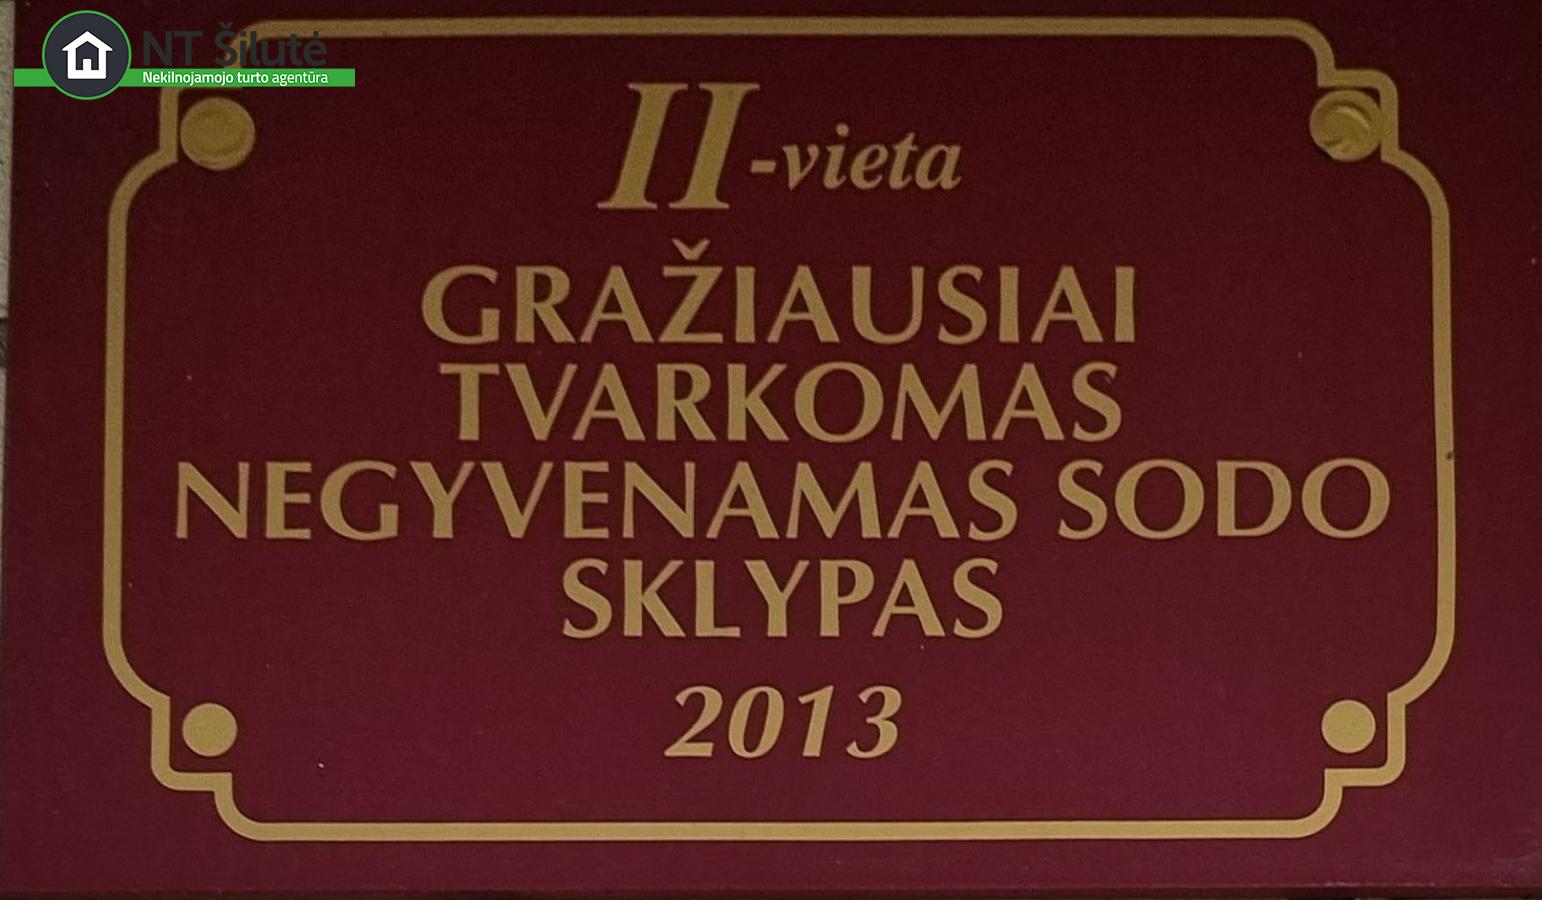 NT Šilutė
Nekilnojamojo turto agentūra
II-vieta
GRAŽIAUSIAI
TVARKOMAS
NEGYVENAMAS SODO
SKLYPAS
2013